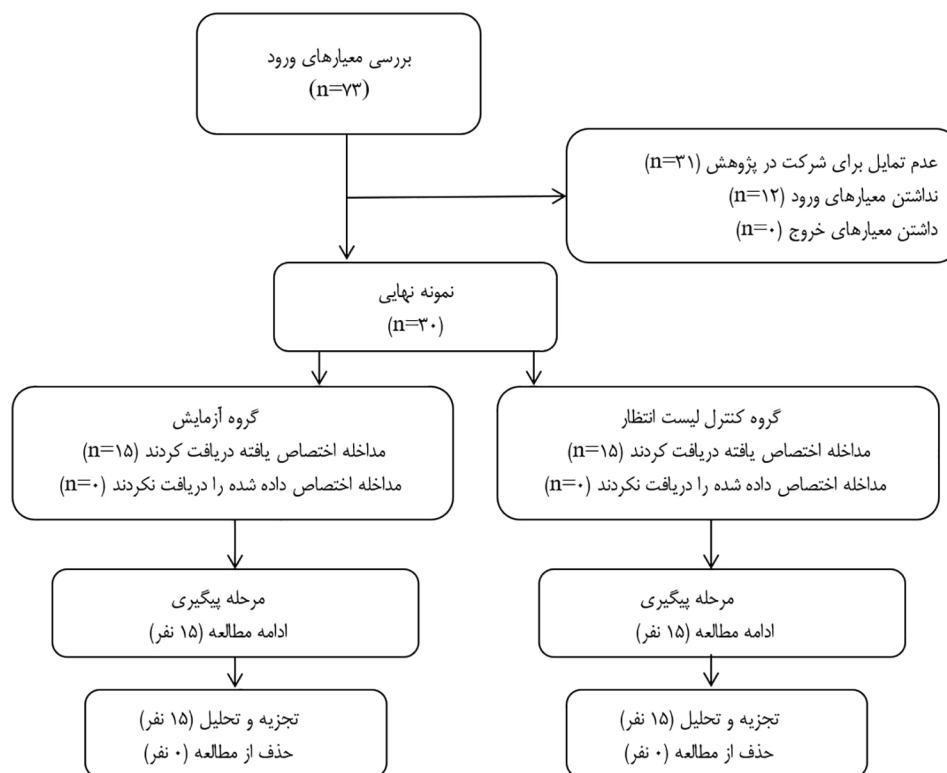 بررسی معیارهای ورود
(n=۷۳)
عدم تمایل برای شرکت در پژوهش (n=۳۱)
نداشتن معیارهای ورود (n=۱۲)
داشتن معیارهای خروج (n=۰)
نمونه نهایی
(n=۳۰)
گروه کنترل لیست انتظار
مداخله اختصاص یافته دریافت کردند (n=۱۵)
مداخله اختصاص داده شده را دریافت نکردند (n=۰)
گروه آزمایش
مداخله اختصاص یافته دریافت کردند (n=۱۵)
مداخله اختصاص داده شده را دریافت نکردند (n=۰)
مرحله پیگیری
ادامه مطالعه (۱۵ نفر)
مرحله پیگیری
ادامه مطالعه (۱۵ نفر)
تجزیه و تحلیل (۱۵ نفر)
حذف از مطالعه (۰ نفر)
تجزیه و تحلیل (۱۵ نفر)
حذف از مطالعه (۰ نفر)